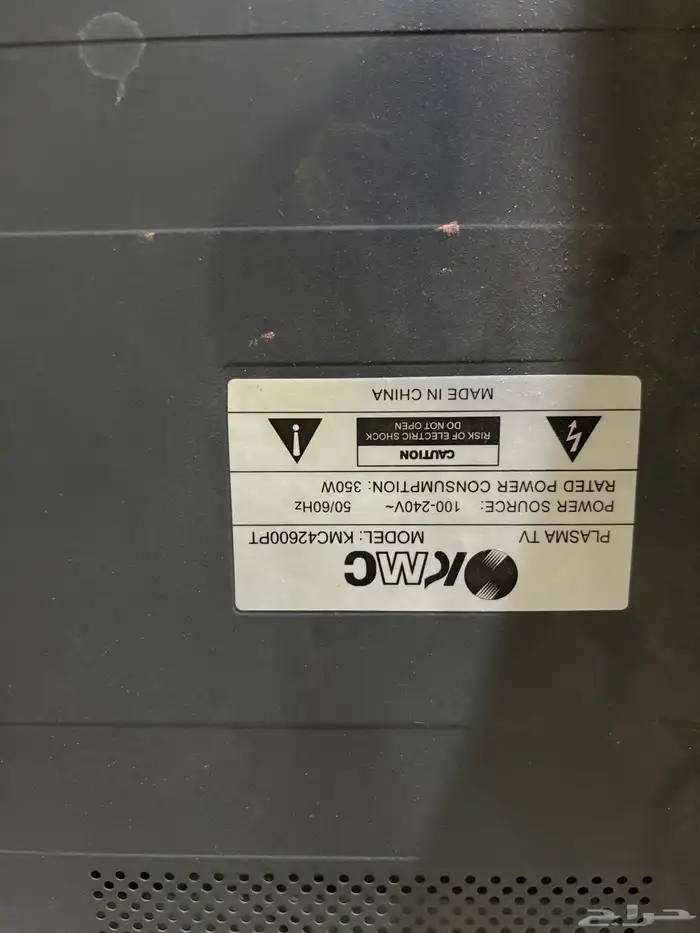 KMC
PLASMA TV MODEL: KMC42600PT
POWER SOURCE: 100-240V~ 50/60Hz
RATED POWER CONSUMPTION: 350W
CAUTION
RISK OF ELECTRIC SHOCK
DO NOT OPEN
MADE IN CHINA
حراج